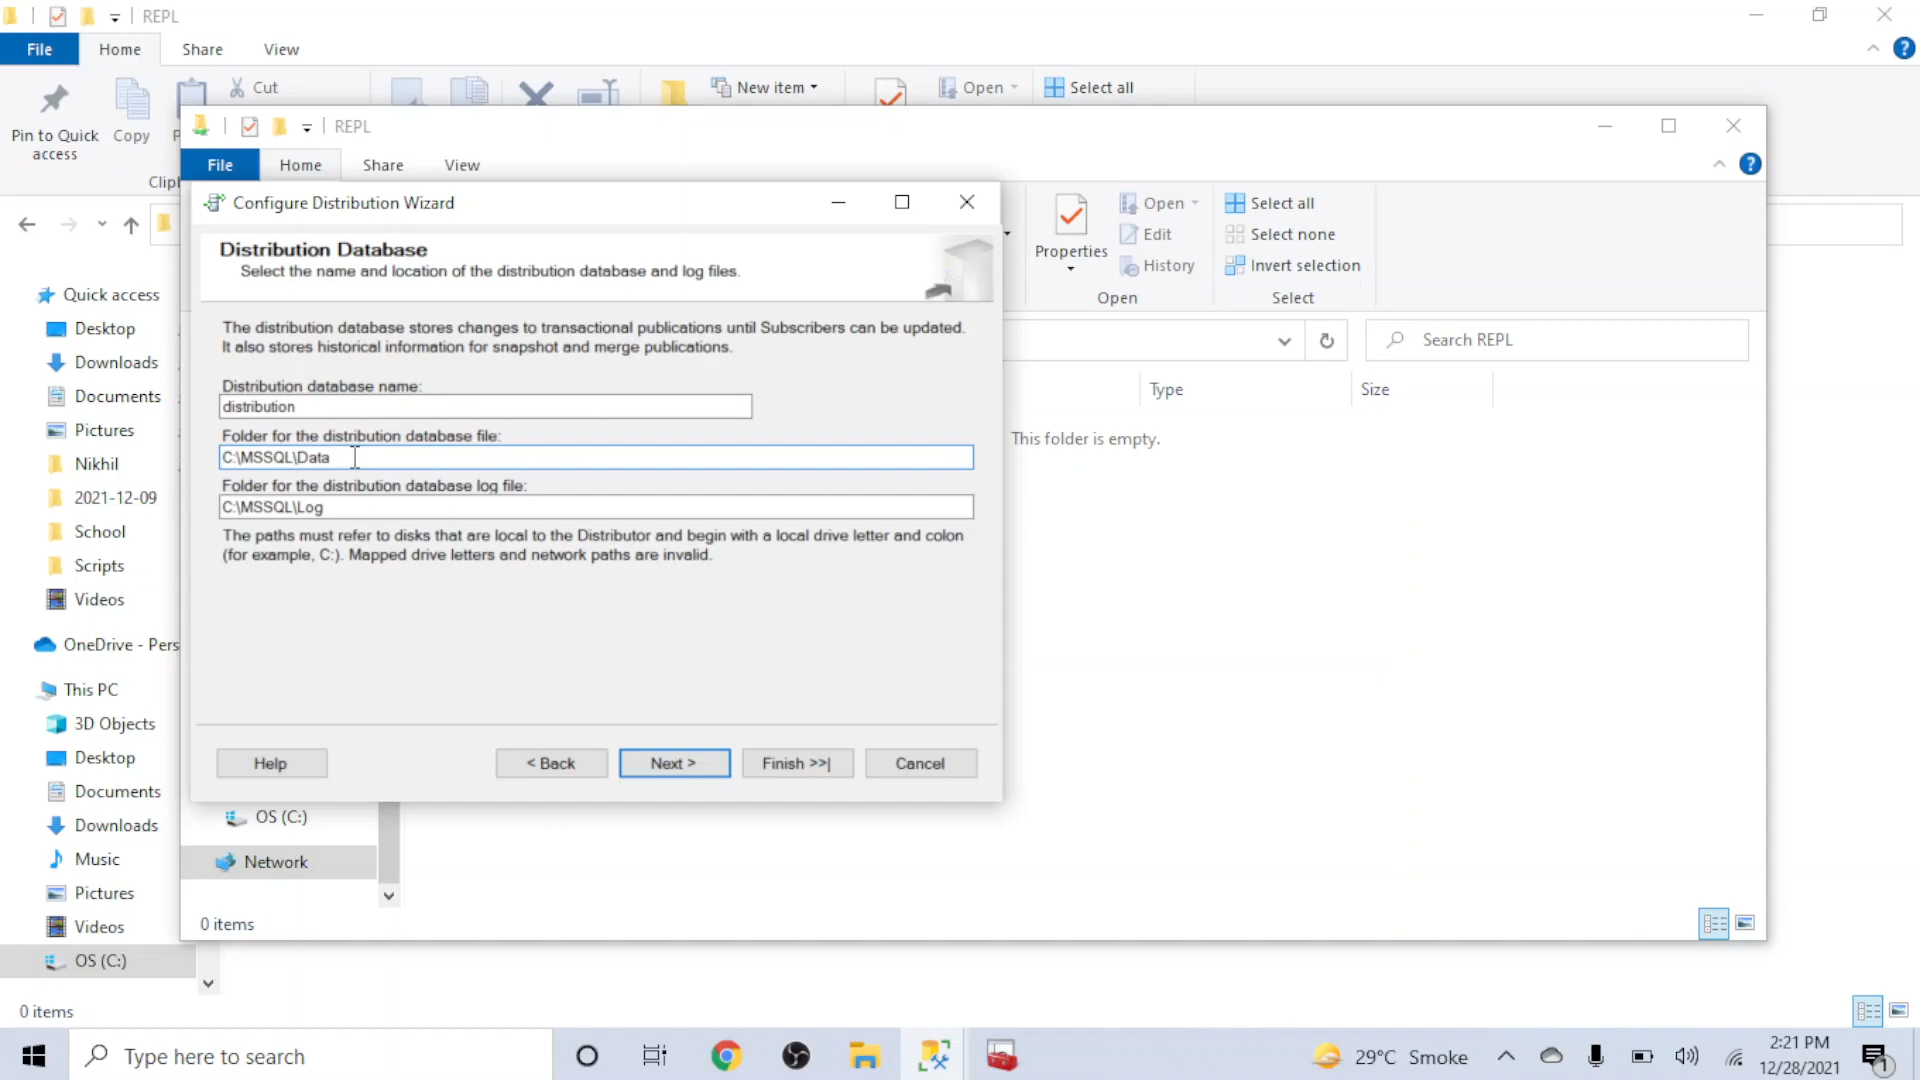 REPL
File
Home
Share
View
Pin to Quick
access
Copy
Cut
New item
Open
Select all
REPL
File
Home
Share
View
Properties
Open
Edit
History
Open
Select all
Select none
Invert selection
Select
Search REPL
Type
Size
This folder is empty.
Configure Distribution Wizard
Distribution Database
Select the name and location of the distribution database and log files.
The distribution database stores changes to transactional publications until Subscribers can be updated.
It also stores historical information for snapshot and merge publications.
Distribution database name:
distribution
Folder for the distribution database file:
C:\MSSQL\Data
Folder for the distribution database log file:
C:\MSSQL\Log
The paths must refer to disks that are local to the Distributor and begin with a local drive letter and colon
(for example, C:). Mapped drive letters and network paths are invalid.
Help
< Back
Next >
Finish >>|
Cancel
Quick access
Desktop
Downloads
Documents
Pictures
Nikhil
2021-12-09
School
Scripts
Videos
OneDrive - Pers
This PC
3D Objects
Desktop
Documents
Downloads
Music
Pictures
Videos
OS (C:)
OS (C:)
Network
0 items
0 items
Type here to search
29°C Smoke
2:21 PM
12/28/2021
1